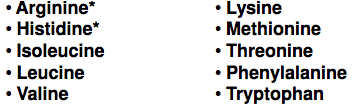 • Arginine*
• Histidine*
• Isoleucine
• Leucine
• Valine
• Lysine
• Methionine
• Threonine
• Phenylalanine
• Tryptophan